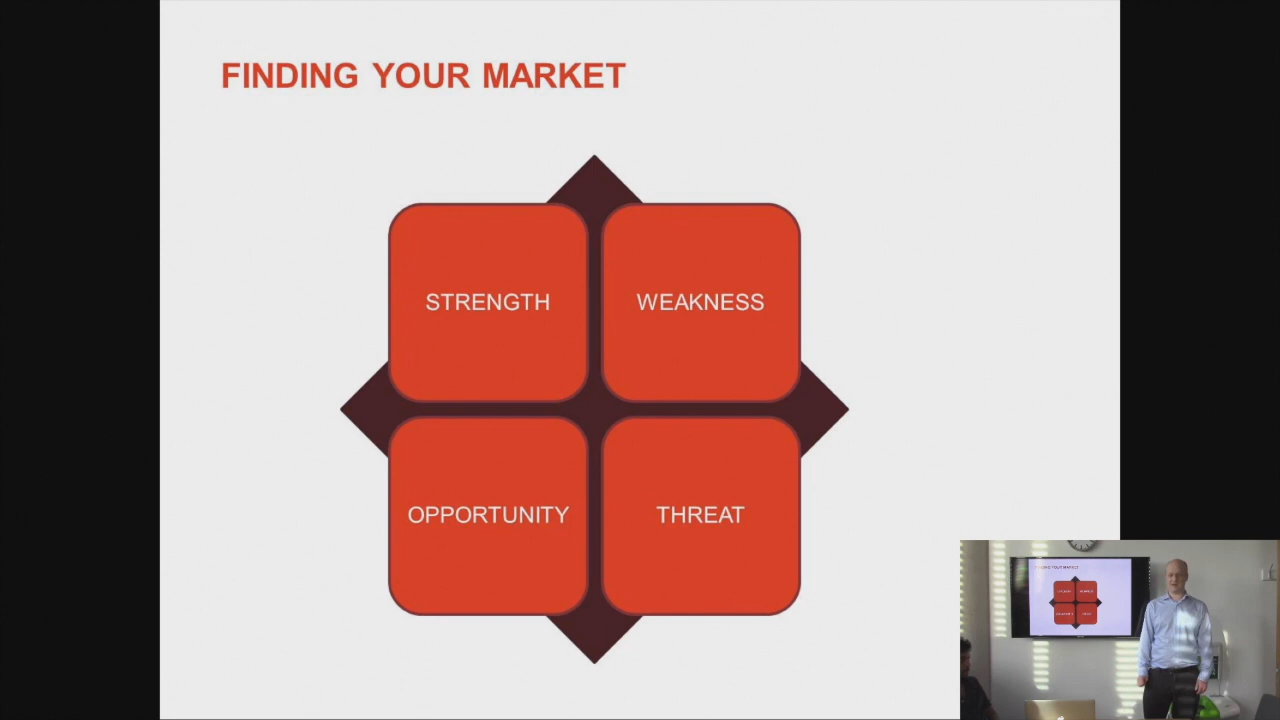 FINDING YOUR MARKET
STRENGTH
WEAKNESS
OPPORTUNITY
THREAT